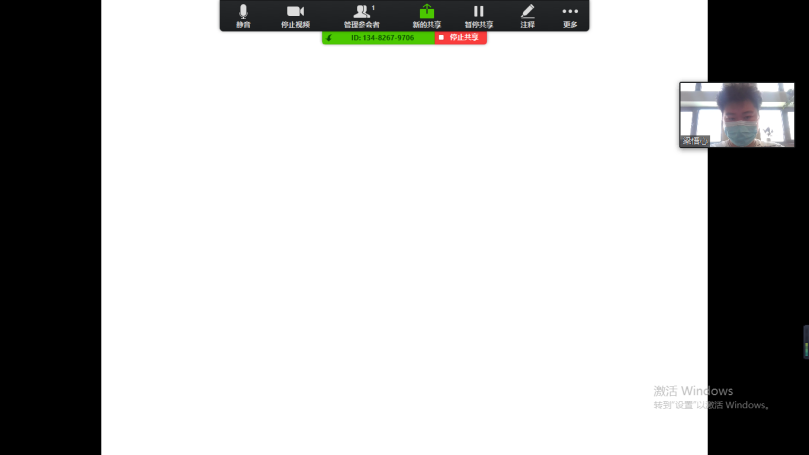 静音 停止视频 管理参会者 1 新的共享 暂停共享 注释 更多
ID: 134-8267-9706 停止共享
激活 Windows
转到"设置"以激活 Windows。